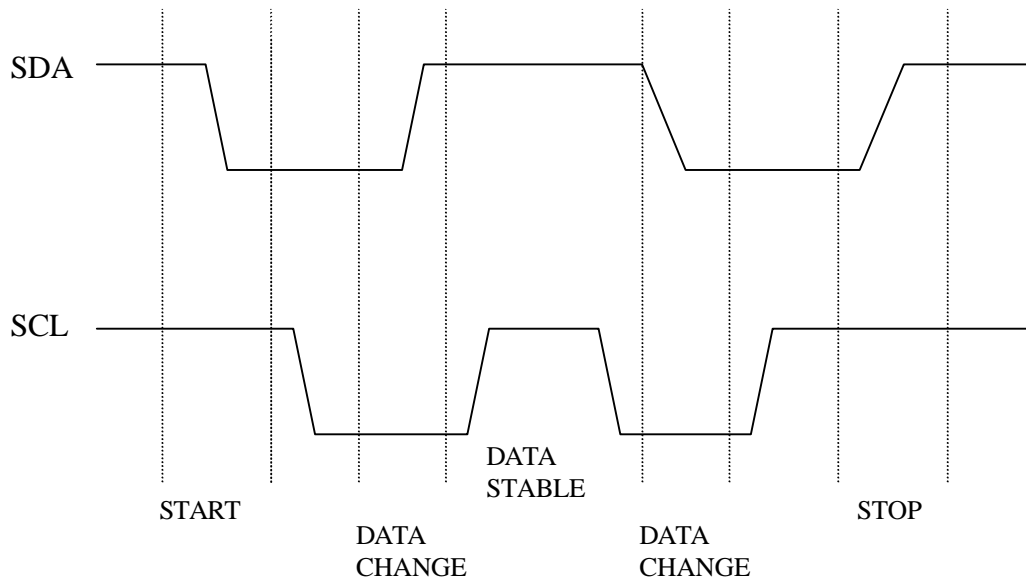 SDA
SCL
DATA
STABLE
START
STOP
DATA
CHANGE
DATA
CHANGE